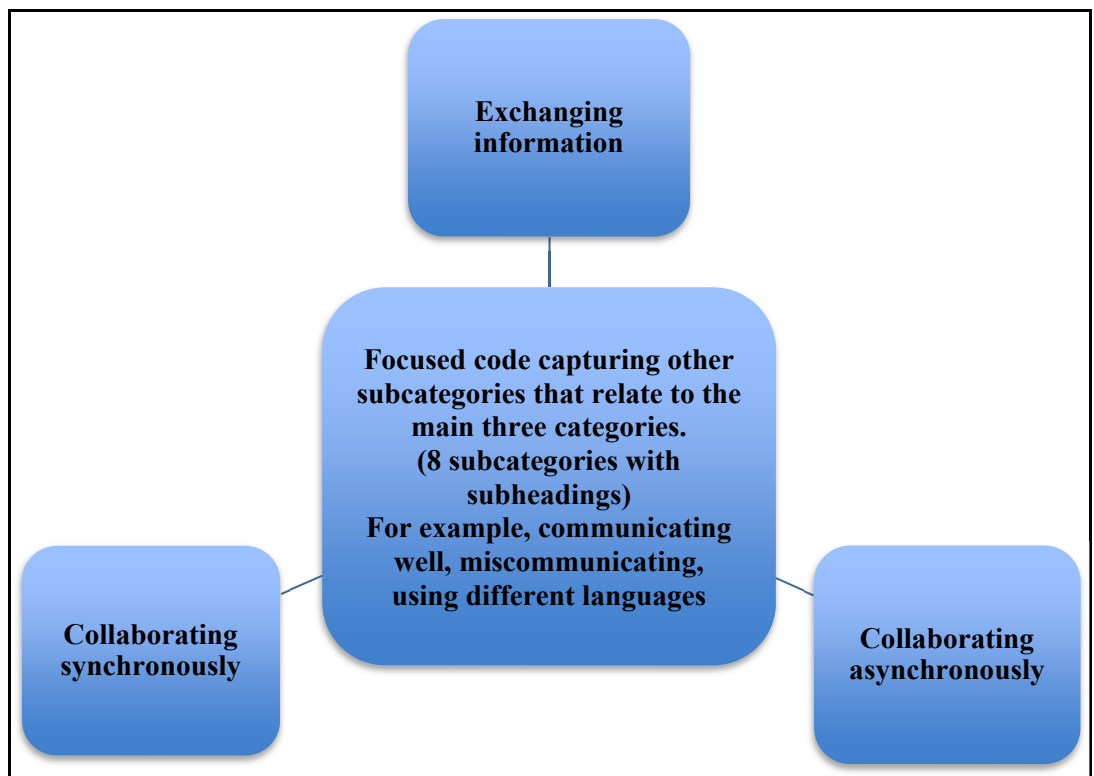 Exchanging
information
Focused code capturing other
subcategories that relate to the
main three categories.
(8 subcategories with
subheadings)
For example, communicating
well, miscommunicating,
using different languages
Collaborating
synchronously
Collaborating
asynchronously